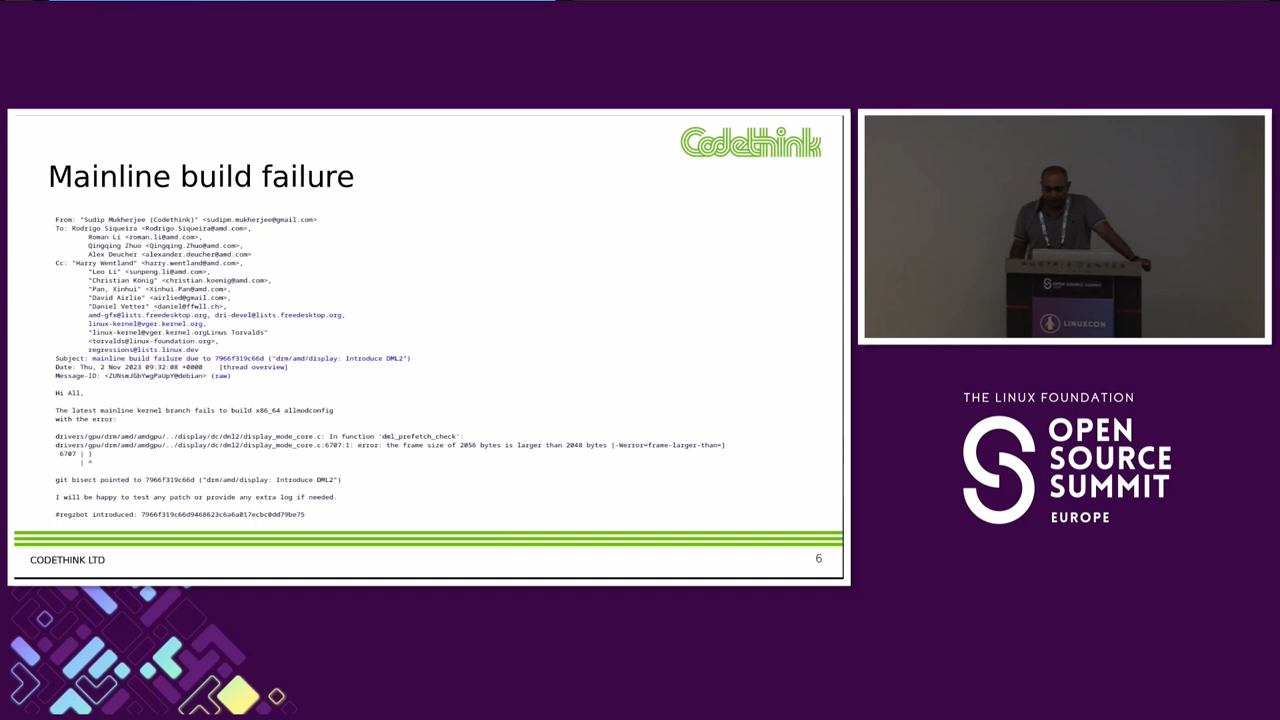 Codethink
Mainline build failure
From: "Sudip Mukherjee (Codethink)" <sudipm.mukherjee@gmail.com>
To: Rodrigo Siqueira <Rodrigo.Siqueira@amd.com>,
Roman Li <roman.li@amd.com>,
Qingqing Zhuo <Qingqing.Zhuo@amd.com>,
Alex Deucher <alexander.deucher@amd.com>
Cc: "Harry Wentland" <harry.wentland@amd.com>,
"Leo Li" <sunpeng.li@amd.com>,
"Christian König" <christian.koenig@amd.com>,
"Pan, Xinhui" <Xinhui.Pan@amd.com>,
"David Airlie" <airlied@gmail.com>,
"Daniel Vetter" <daniel@ffwll.ch>,
amd-gfx@lists.freedesktop.org, dri-devel@lists.freedesktop.org,
linux-kernel@vger.kernel.org,
"linux-kernel@vger.kernel.orgLinus Torvalds"
<torvalds@linux-foundation.org>,
regressions@lists.linux.dev
Subject: mainline build failure due to 7966f319c66d ("drm/amd/display: Introduce DML2")
Date: Thu, 2 Nov 2023 09:32:08 +0000 [thread overview]
Message-ID: <ZUNsmJGbYwgPaUpY@debian> (raw)
Hi All,
The latest mainline kernel branch fails to build x86_64 allmodconfig
with the error:
drivers/gpu/drm/amd/amdgpu/../display/dc/dml2/display_mode_core.c: In function 'dml_prefetch_check':
drivers/gpu/drm/amd/amdgpu/../display/dc/dml2/display_mode_core.c:6707:1: error: the frame size of 2056 bytes is larger than 2048 bytes [-Werror=frame-larger-than=]
6707 | }
| ^
git bisect pointed to 7966f319c66d ("drm/amd/display: Introduce DML2")
I will be happy to test any patch or provide any extra log if needed.
#regzbot introduced: 7966f319c66d9468623c6a6a017ecbc0dd79be75
CODETHINK LTD
6
AUSTRIA CENTER
OPEN SOURCE SUMMIT
LINUXCON
THE LINUX FOUNDATION
OPEN
SOURCE
SUMMIT
EUROPE